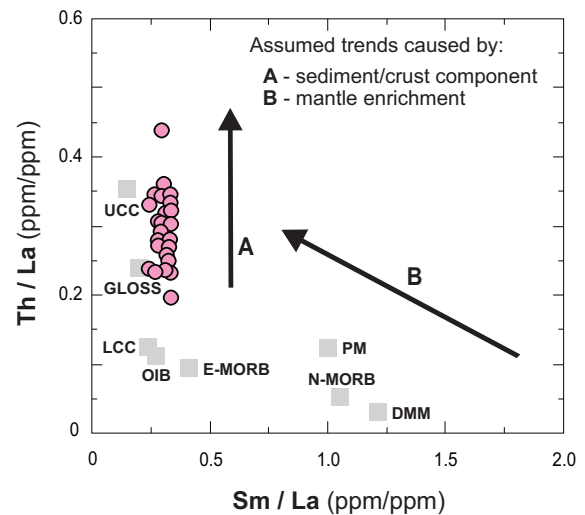 0.6
Assumed trends caused by:
A - sediment/crust component
B - mantle enrichment
0.4
UCC
A
B
GLOSS
0.2
LCC
OIB
E-MORB
PM
N-MORB
DMM
0
0
0.5
1.0
1.5
2.0
Th / La (ppm/ppm)
Sm / La (ppm/ppm)